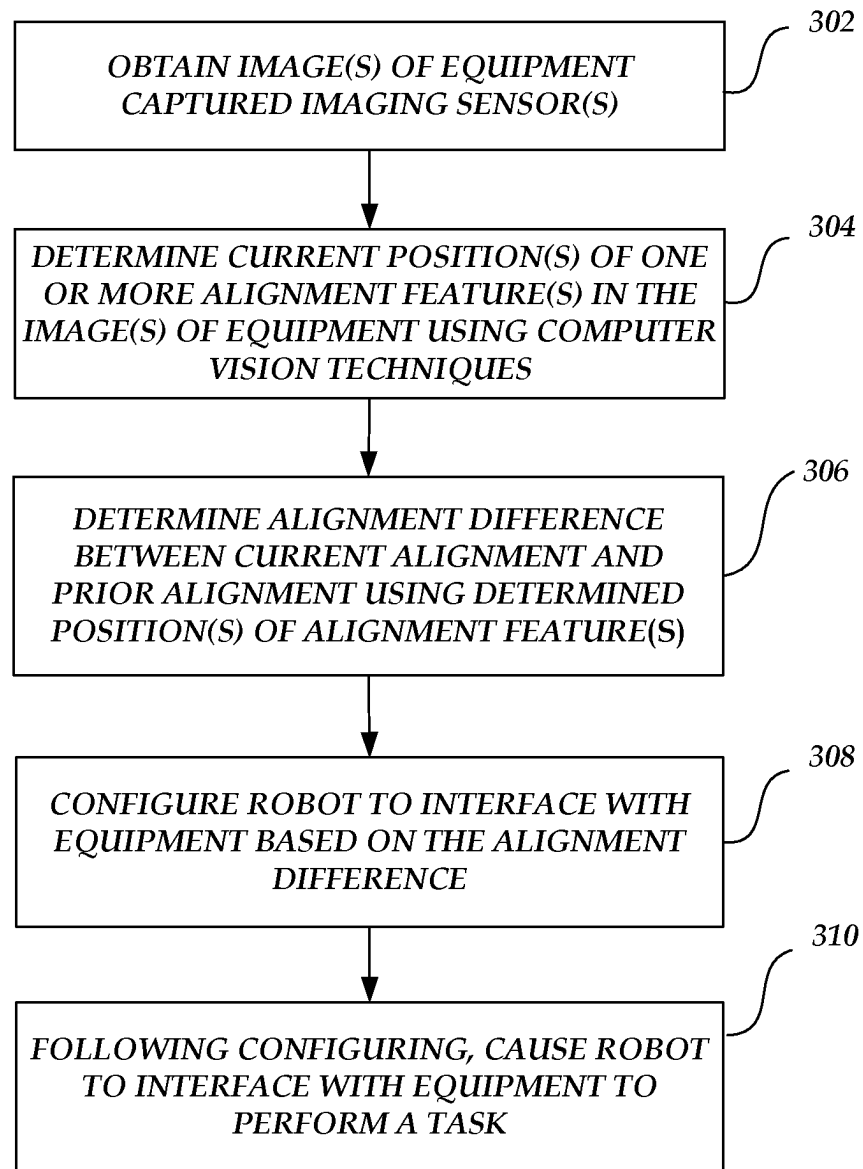 302
OBTAIN IMAGE(S) OF EQUIPMENT
CAPTURED IMAGING SENSOR(S)
304
DETERMINE CURRENT POSITION(S) OF ONE
OR MORE ALIGNMENT FEATURE(S) IN THE
IMAGE(S) OF EQUIPMENT USING COMPUTER
VISION TECHNIQUES
306
DETERMINE ALIGNMENT DIFFERENCE
BETWEEN CURRENT ALIGNMENT AND
PRIOR ALIGNMENT USING DETERMINED
POSITION(S) OF ALIGNMENT FEATURE(S)
308
CONFIGURE ROBOT TO INTERFACE WITH
EQUIPMENT BASED ON THE ALIGNMENT
DIFFERENCE
310
FOLLOWING CONFIGURING, CAUSE ROBOT
TO INTERFACE WITH EQUIPMENT TO
PERFORM A TASK